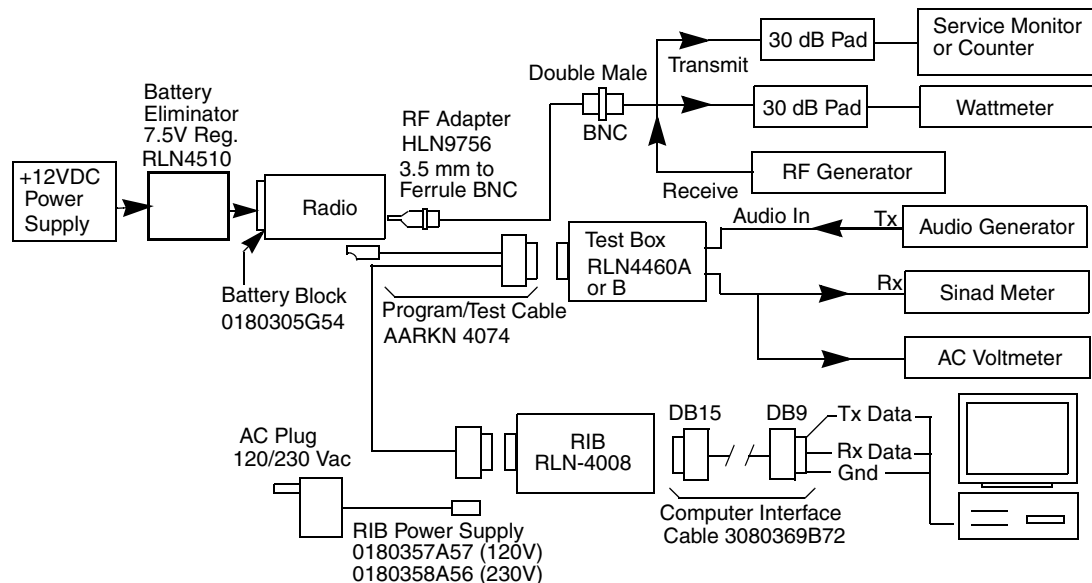 Service Monitor
or Counter
30 dB Pad
Transmit
Double Male
BNC
30 dB Pad
Wattmeter
Battery
Eliminator
7.5V Reg.
RLN4510
RF Adapter
HLN9756
3.5 mm to
Ferrule BNC
RF Generator
Receive
+12VDC
Power
Supply
Radio
Audio In
Tx
Audio Generator
Test Box
RLN4460A
or B
Rx
Sinad Meter
Battery Block
0180305G54
Program/Test Cable
AARKN 4074
AC Voltmeter
DB15
DB9
Tx Data
Rx Data
Gnd
AC Plug
120/230 Vac
RIB
RLN-4008
Computer Interface
Cable 3080369B72
RIB Power Supply
0180357A57 (120V)
0180358A56 (230V)